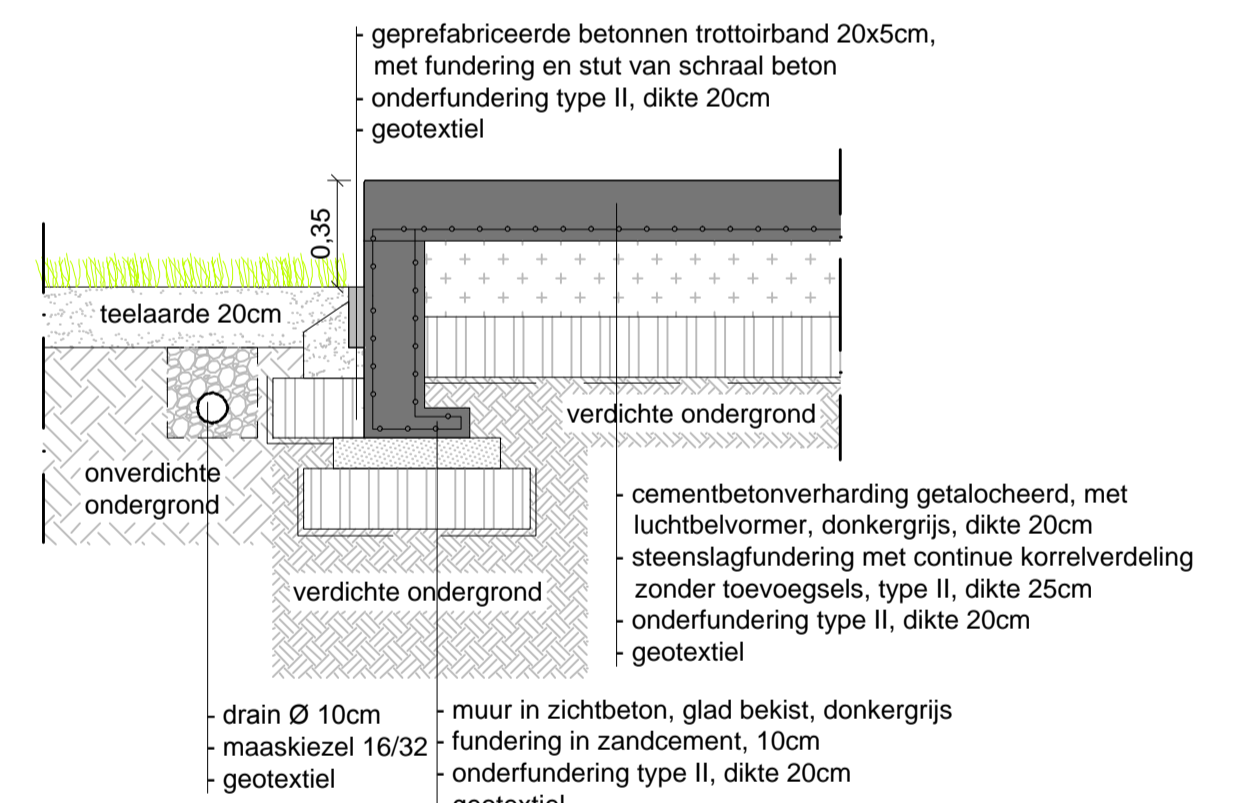 - geprefabriceerde betonnen trottoirband 20x5cm,
met fundering en stut van schraal beton
- onderfundering type II, dikte 20cm
- geotextiel
0,35
teelaarde 20cm
verdichte ondergrond
onverdichte
ondergrond
- cementbetonverharding getalocheerd, met
luchtbelvormer, donkergrijs, dikte 20cm
- steenslagfundering met continue korrelverdeling
zonder toevoegsels, type II, dikte 25cm
- onderfundering type II, dikte 20cm
- geotextiel
verdichte ondergrond
- drain Ø 10cm
- maaskiezel 16/32
- geotextiel
- muur in zichtbeton, glad bekist, donkergrijs
- fundering in zandcement, 10cm
- onderfundering type II, dikte 20cm
- geotextiel